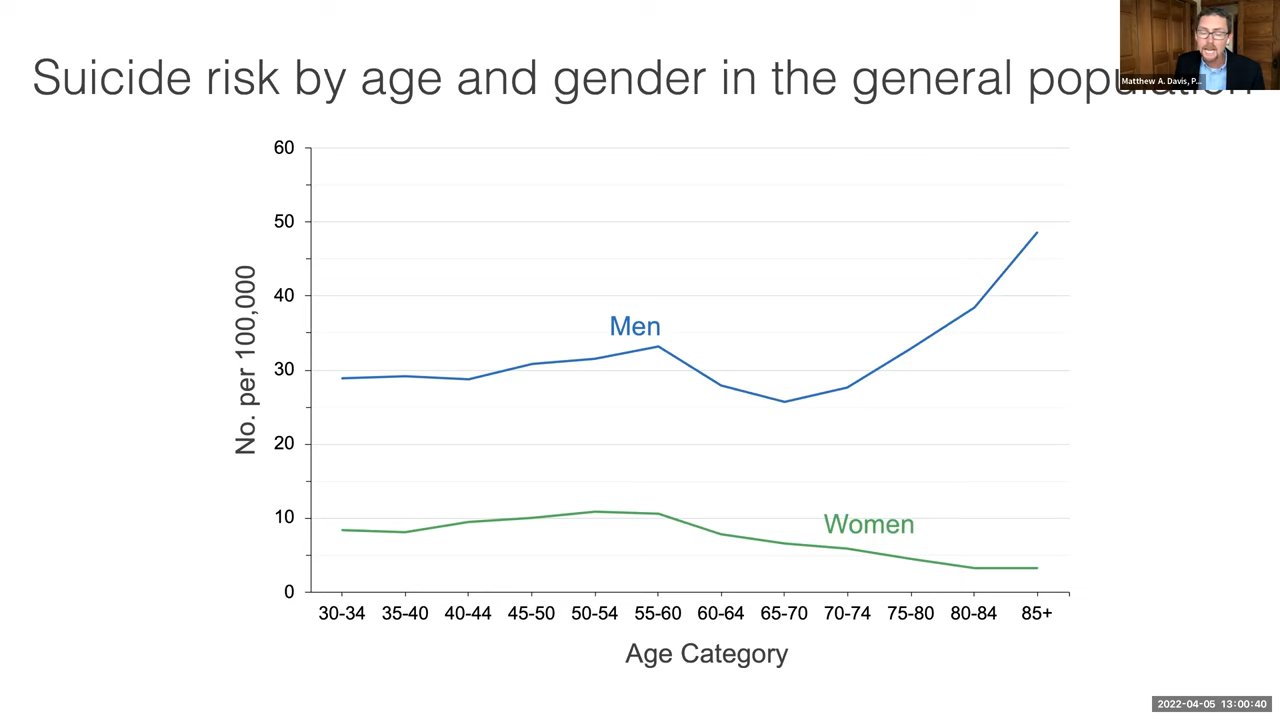 Suicide risk by age and gender in the general population
Matthew A. Davis, P...
60
50
40
30
20
10
0
No. per 100,000
Men
Women
30-34 35-40 40-44 45-50 50-54 55-60 60-64 65-70 70-74 75-80 80-84 85+
Age Category
2022-04-05 13:00:40